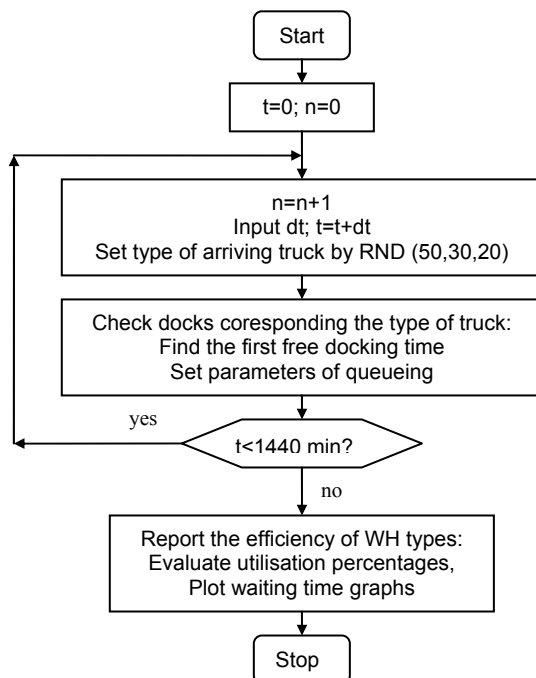 Start
t=0; n=0
n=n+1
Input dt; t=t+dt
Set type of arriving truck by RND (50,30,20)
Check docks coresponding the type of truck:
Find the first free docking time
Set parameters of queueing
yes
t<1440 min?
no
Report the efficiency of WH types:
Evaluate utilisation percentages,
Plot waiting time graphs
Stop